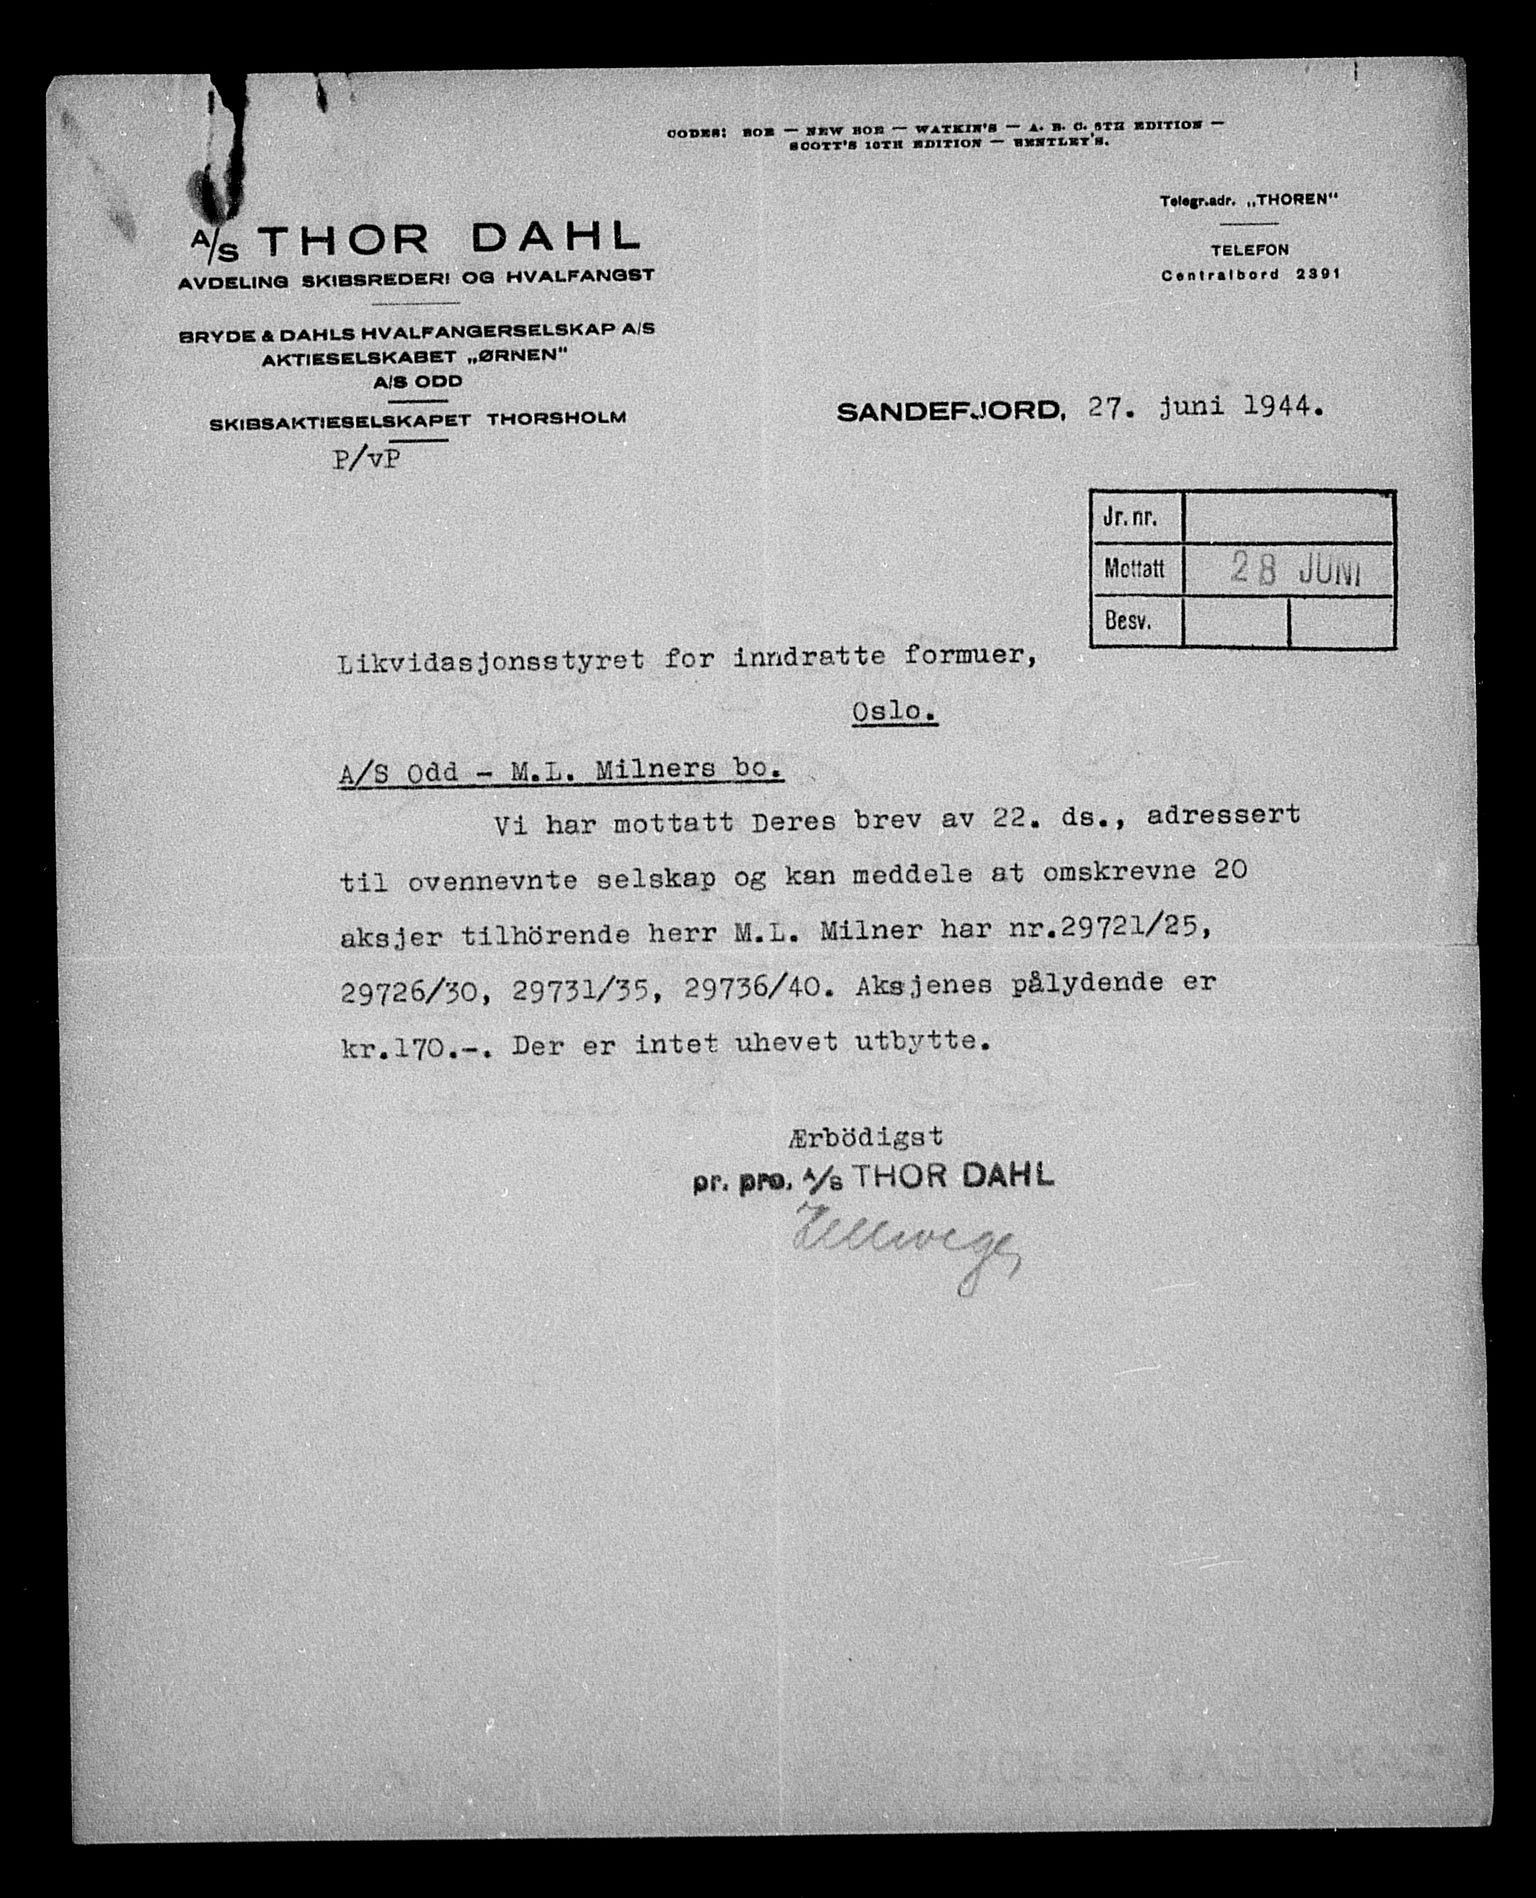 CODES: BOE — NEW BOE — WATKIN'S — A. B. C. 5TH EDITION —
SCOTT'S 10TH EDITION — BENTLEY'S.
Telegr.adr. „THOREN"
TELEFON
Centralbord 2391
A/S THOR DAHL
AVDELING SKIBSREDERI OG HVALFANGST
BRYDE & DAHLS HVALFANGERSELSKAP A/S
AKTIESELSKABET „ØRNEN"
A/S ODD
SKIBSAKTIESELSKAPET THORSHOLM
P/vP
SANDEFJORD, 27. juni 1944.
Jr. nr.
Mottatt 28 JUNI
Besv.
Likvidasjonsstyret for inndratte formuer,
Oslo.
A/S Odd - M.L. Milners bo.
Vi har mottatt Deres brev av 22. ds., adressert
til ovennevnte selskap og kan meddele at omskrevne 20
aksjer tilhörende herr M.L. Milner har nr.29721/25,
29726/30, 29731/35, 29736/40. Aksjenes pålydende er
kr.170.-. Der er intet uhevet utbytte.
Ærbödigst
pr. pro. A/S THOR DAHL